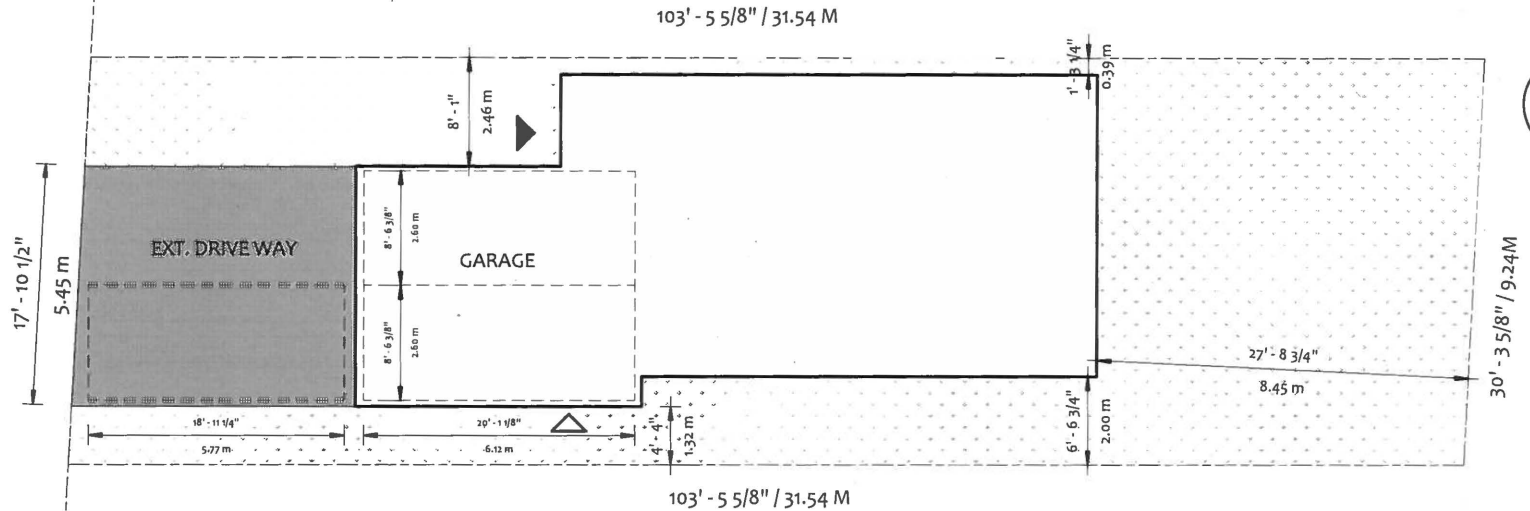 103' - 5 5/8" / 31.54 M
8' - 1"
2.46 m
1' - 3 1/4"
0.39 m
17' - 10 1/2"
5.45 m
EXT. DRIVE WAY
8' - 6 3/8"
2.60 m
GARAGE
8' - 6 3/8"
2.60 m
27' - 8 3/4"
8.45 m
30' - 3 5/8" / 9.24M
18' - 11 1/4"
5.77 m
20' - 1 1/8"
6.12 m
4' - 4"
1.32 m
6' - 6 3/4"
2.00 m
103' - 5 5/8" / 31.54 M